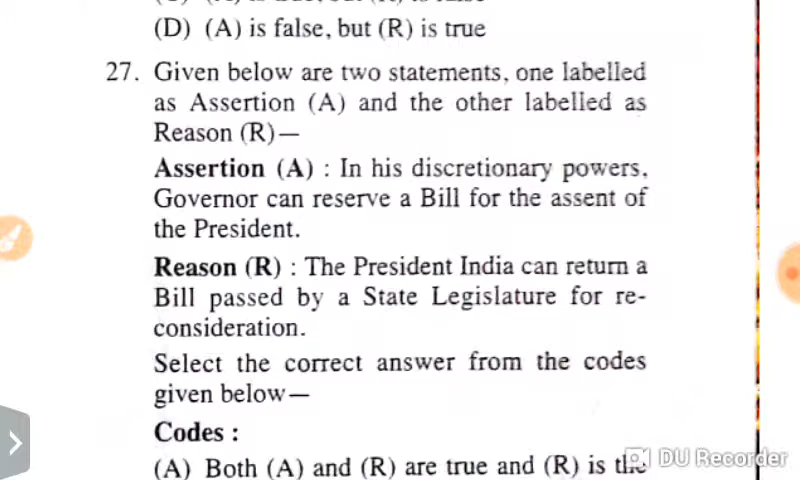 (D) (A) is false, but (R) is true
27. Given below are two statements, one labelled
as Assertion (A) and the other labelled as
Reason (R)—
Assertion (A) : In his discretionary powers,
Governor can reserve a Bill for the assent of
the President.
Reason (R) : The President India can return a
Bill passed by a State Legislature for re-
consideration.
Select the correct answer from the codes
given below—
Codes :
(A) Both (A) and (R) are true and (R) is the
DU Recorder